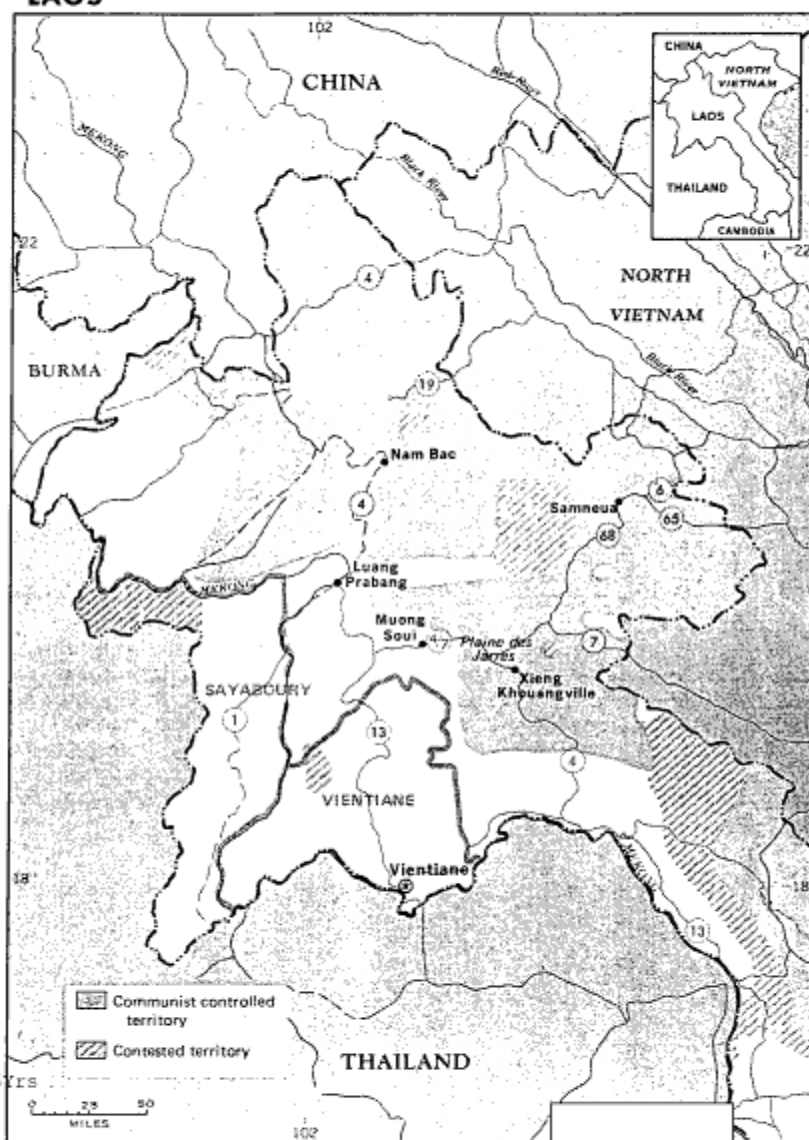 LAOS
102
CHINA
MEKONG
Red River
Black River
CHINA
NORTH
VIETNAM
LAOS
THAILAND
CAMBODIA
22
22
4
NORTH
VIETNAM
BURMA
Black River
19
Nam Bac
4
Samneua
6
65
68
Luang
Prabang
MEKONG
Muong
Soui
Plaine des
Jarres
7
Xieng
Khouangville
SAYABOURY
1
13
4
VIENTIANE
Vientiane
18
18
13
Communist controlled
territory
Contested territory
THAILAND
0 25 50
MILES
102